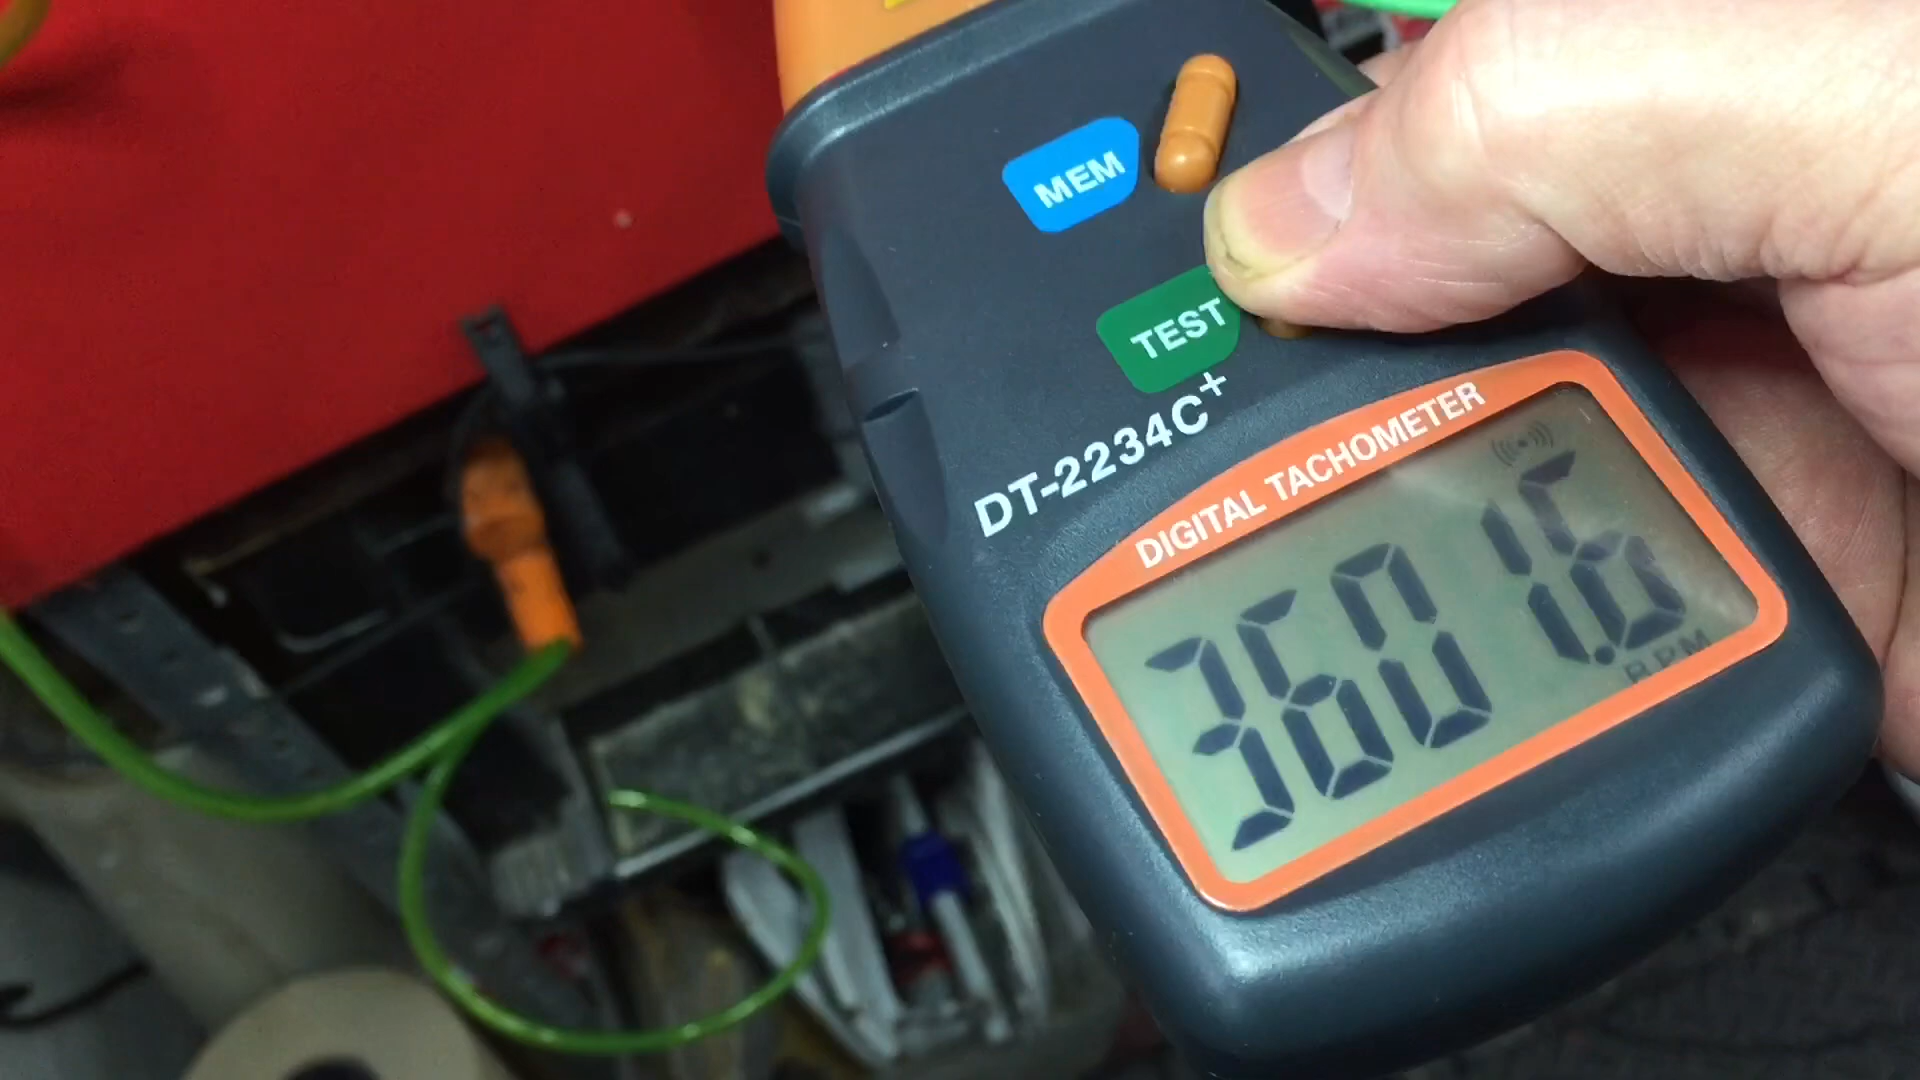 MEM
TEST
DT-2234C+
DIGITAL TACHOMETER
3601.6
RPM